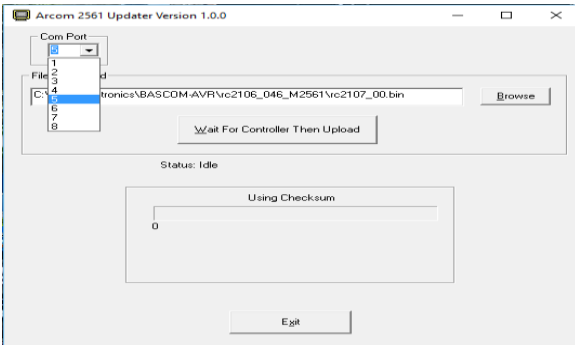 Arcom 2561 Updater Version 1.0.0
Com Port
5
1
2
3
4
5
6
7
8
File d
C:\ tronics\BASCOM-AVR\rc2106_046_M2561\rc2107_00.bin
Browse
Wait For Controller Then Upload
Status: Idle
Using Checksum
0
Exit